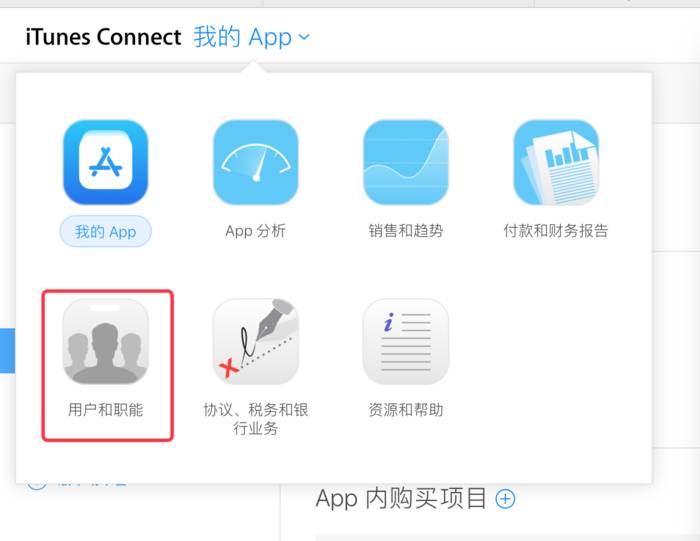 iTunes Connect 我的 App
我的 App
App 分析
销售和趋势
付款和财务报告
用户和职能
协议、税务和银
行业务
资源和帮助
App 内购买项目